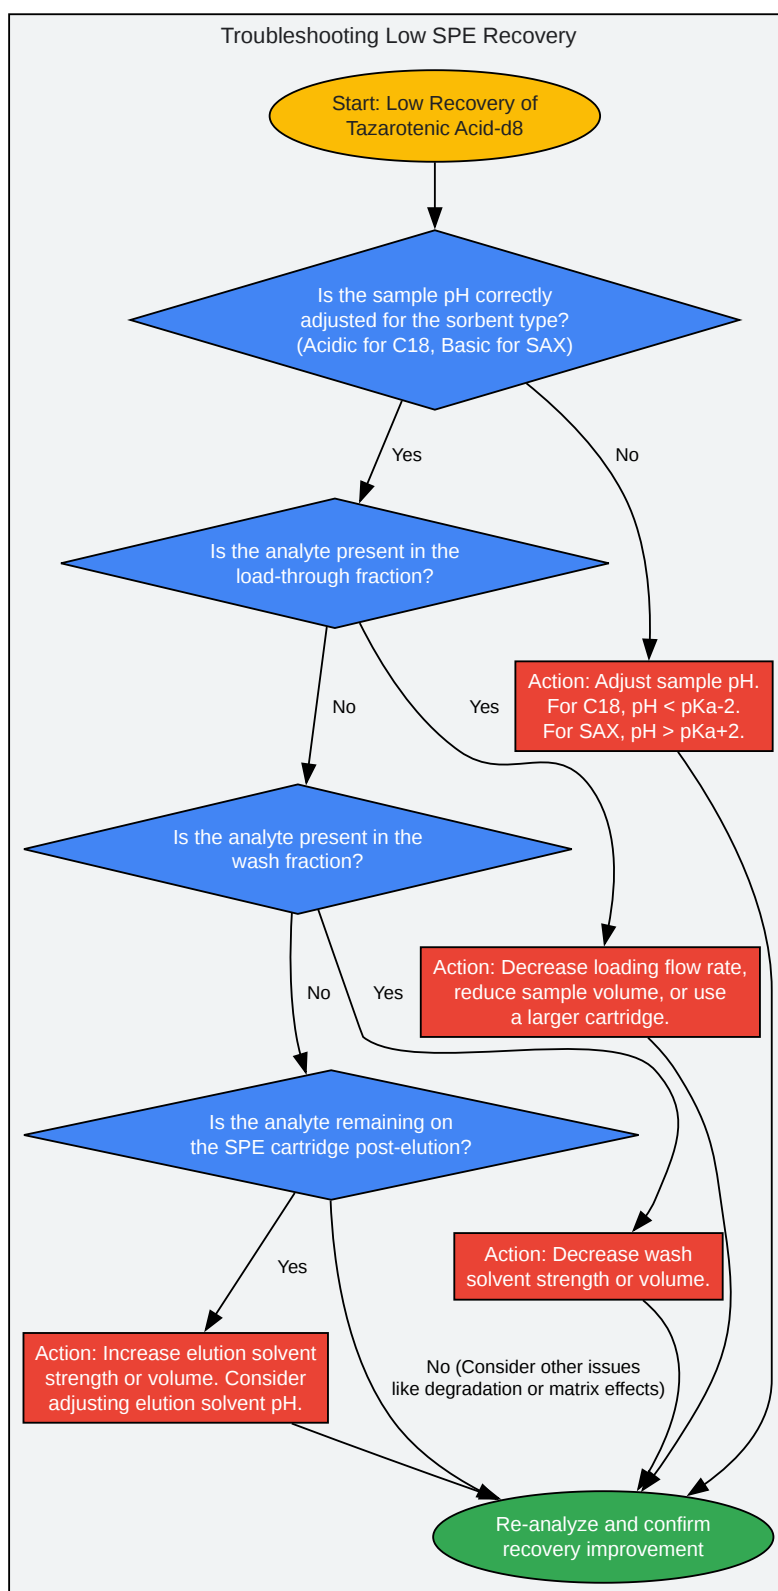 Troubleshooting Low SPE Recovery
Start: Low Recovery of
Tazarotenic Acid-d8
Is the sample pH correctly
adjusted for the sorbent type?
(Acidic for C18, Basic for SAX)
Yes
No
Is the analyte present in the
load-through fraction?
No
Yes
Action: Adjust sample pH.
For C18, pH < pKa-2.
For SAX, pH > pKa+2.
Is the analyte present in the
wash fraction?
No
Yes
Action: Decrease loading flow rate,
reduce sample volume, or use
a larger cartridge.
Is the analyte remaining on
the SPE cartridge post-elution?
Yes
Action: Decrease wash
solvent strength or volume.
Action: Increase elution solvent
strength or volume. Consider
adjusting elution solvent pH.
No (Consider other issues
like degradation or matrix effects)
Re-analyze and confirm
recovery improvement